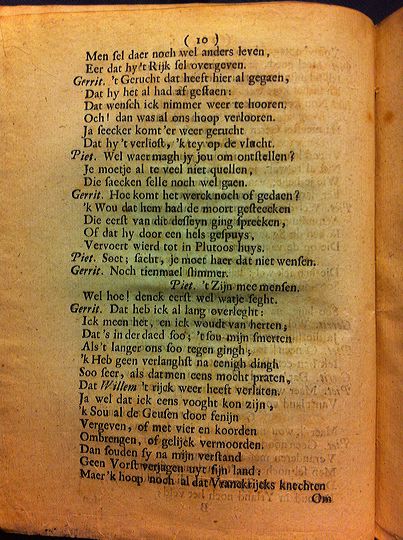 ( 10 )
Men sel daer noch wel anders leven,
Eer dat hy 't Rijk sel overgeven.
Gerrit. 't Gerucht dat heeft hier al gegaen,
Dat hy het al had afgestaen:
Dat wensch ick nimmer weer te hooren.
Och! dan was al ons hoop verlooren.
Ja seecker komt 'er weer gerucht
Dat hy 't verliest, 'k tey op de vlucht.
Piet. Wel waer magh jy jou om ontstellen?
Je moetje al te veel niet quellen,
Die saecken selle noch wel gaen.
Gerrit. Hoe komt het werck noch of gedaen?
'k Wou dat hem had de moort gesteecken
Die eerst van dit desseyn ging spreecken,
Of dat hy door een hels gespuys,
Vervoert wierd tot in Plutoos huys.
Piet. Soet; sacht, je moet haer dat niet wensen.
Gerrit. Noch tienmael slimmer.
Piet. 't Zijn mee mensen.
Wel hoe! denck eerst wel watje seght.
Gerrit. Dat heb ick al lang overleght:
Ick meen het, en ick woudt van herten;
Dat 's in der daed soo; 't sou mijn smerten
Als 't langer ons soo tegen gingh;
'k Heb geen verlanghst na eenigh dingh
Soo seer, als dat men eens mocht praten,
Dat Willem 't rijck weer heeft verlaten.
Ja wel dat ick eens vooght kon zijn,
'k Sou al de Geusen door fenijn
Vergeven, of met vier en koorden
Ombrengen, of gelijck vermoorden.
Dan souden sy na mijn verstand
Geen Vorst verjagen uyt sijn land:
Maer 'k hoop noch al dat Vranckrijcks knechten
Om